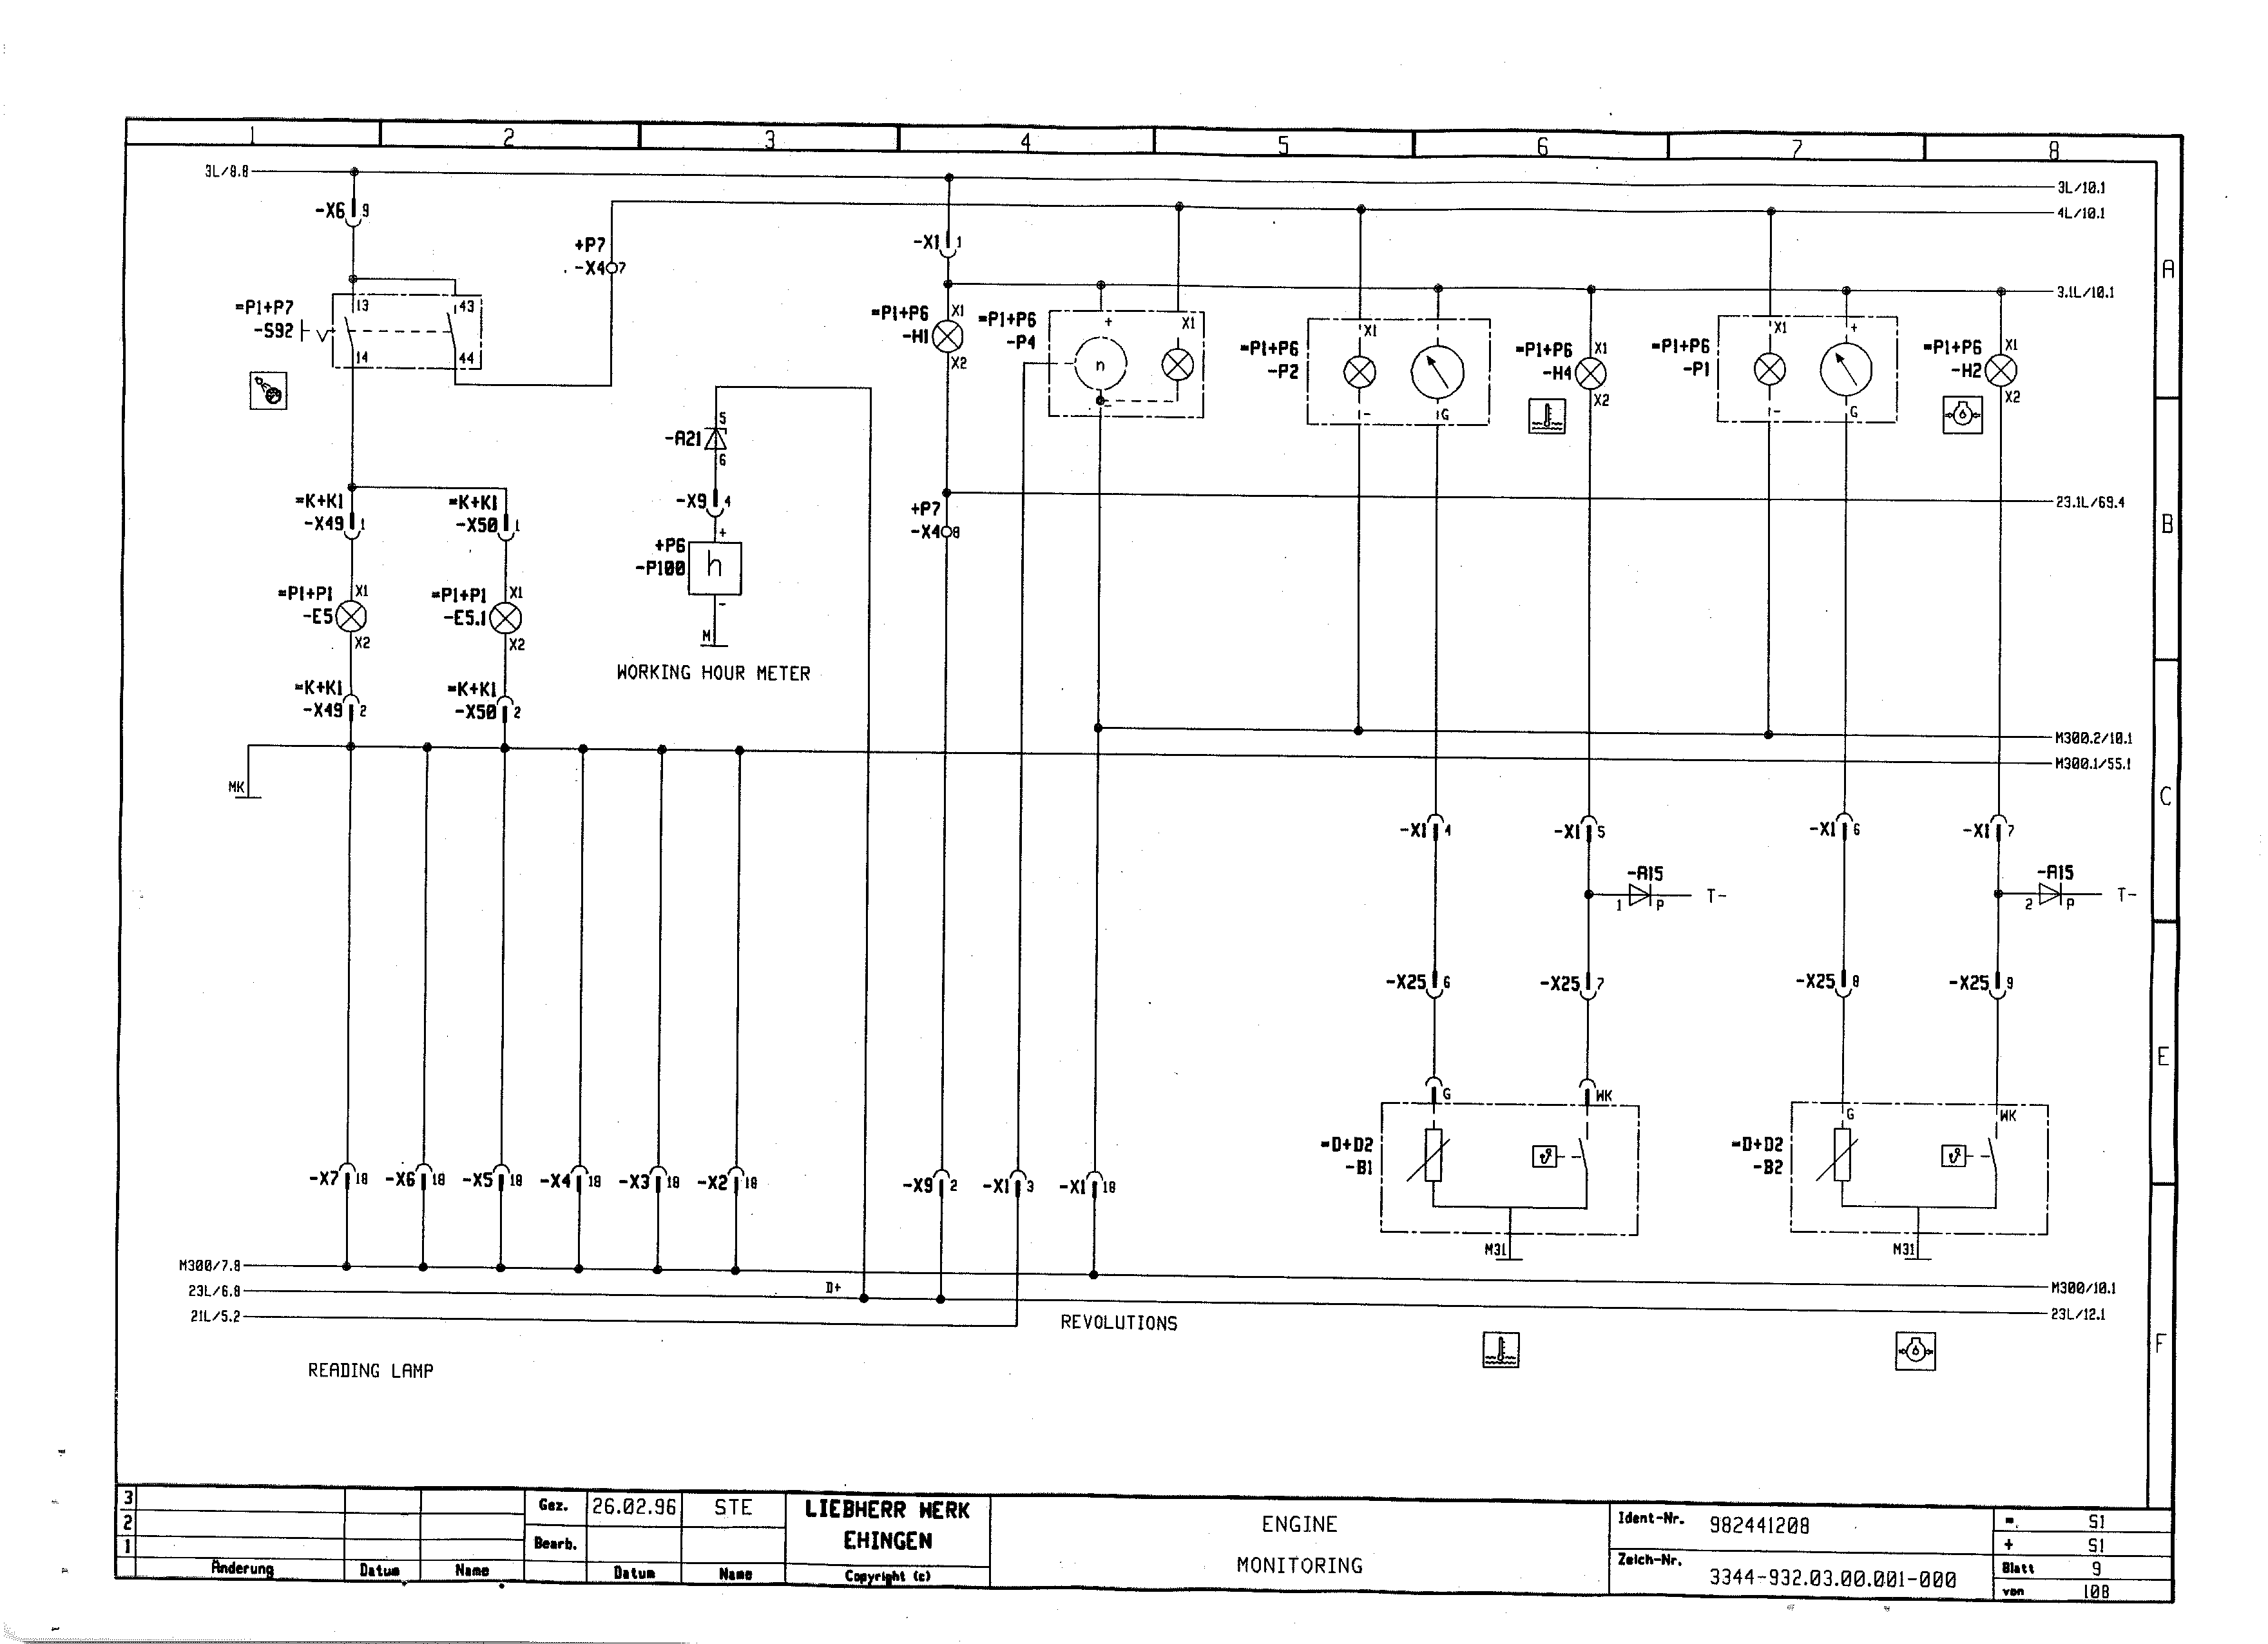 1 2 3 4 5 6 7 8
3L/8.8
3L/10.1
4L/10.1
3.1L/10.1
A
B
C
E
F
-X6 9
+P7
-X4 7
-X1 1
=P1+P7
-S92
13
43
14
44
=P1+P6
-H1
X1
X2
=P1+P6
-P4
+
n
X1
-
=P1+P6
-P2
X1
-
G
=P1+P6
-H4
X1
X2
=P1+P6
-P1
X1
+
-
G
=P1+P6
-H2
X1
X2
5
-A21
6
-X9 4
+
+P6
-P100
h
-
M
WORKING HOUR METER
23.1L/69.4
+P7
-X4 8
=K+K1
-X49 1
=K+K1
-X50 1
=P1+P1
-E5
X1
X2
=P1+P1
-E5.1
X1
X2
=K+K1
-X49 2
=K+K1
-X50 2
MK
M300.2/10.1
M300.1/55.1
-X1 4
-X1 5
-X1 6
-X1 7
-A15
1 P T-
-A15
2 P T-
-X25 6
-X25 7
-X25 8
-X25 9
G
WK
=D+D2
-B1
ϑ
M31
G
WK
=D+D2
-B2
ϑ
M31
-X7 18
-X6 18
-X5 18
-X4 18
-X3 18
-X2 18
-X9 2
-X1 3
-X1 18
M300/7.8
23L/6.8
21L/5.2
D+
M300/10.1
23L/12.1
REVOLUTIONS
READING LAMP
3
2
1
Änderung
Datum
Name
Gez. 26.02.96 STE
Bearb.
Datum
Name
LIEBHERR WERK
EHINGEN
Copyright (c)
ENGINE
MONITORING
Ident-Nr. 982441208
Zeich-Nr. 3344-932.03.00.001-000
= S1
+ S1
Blatt 9
von 108